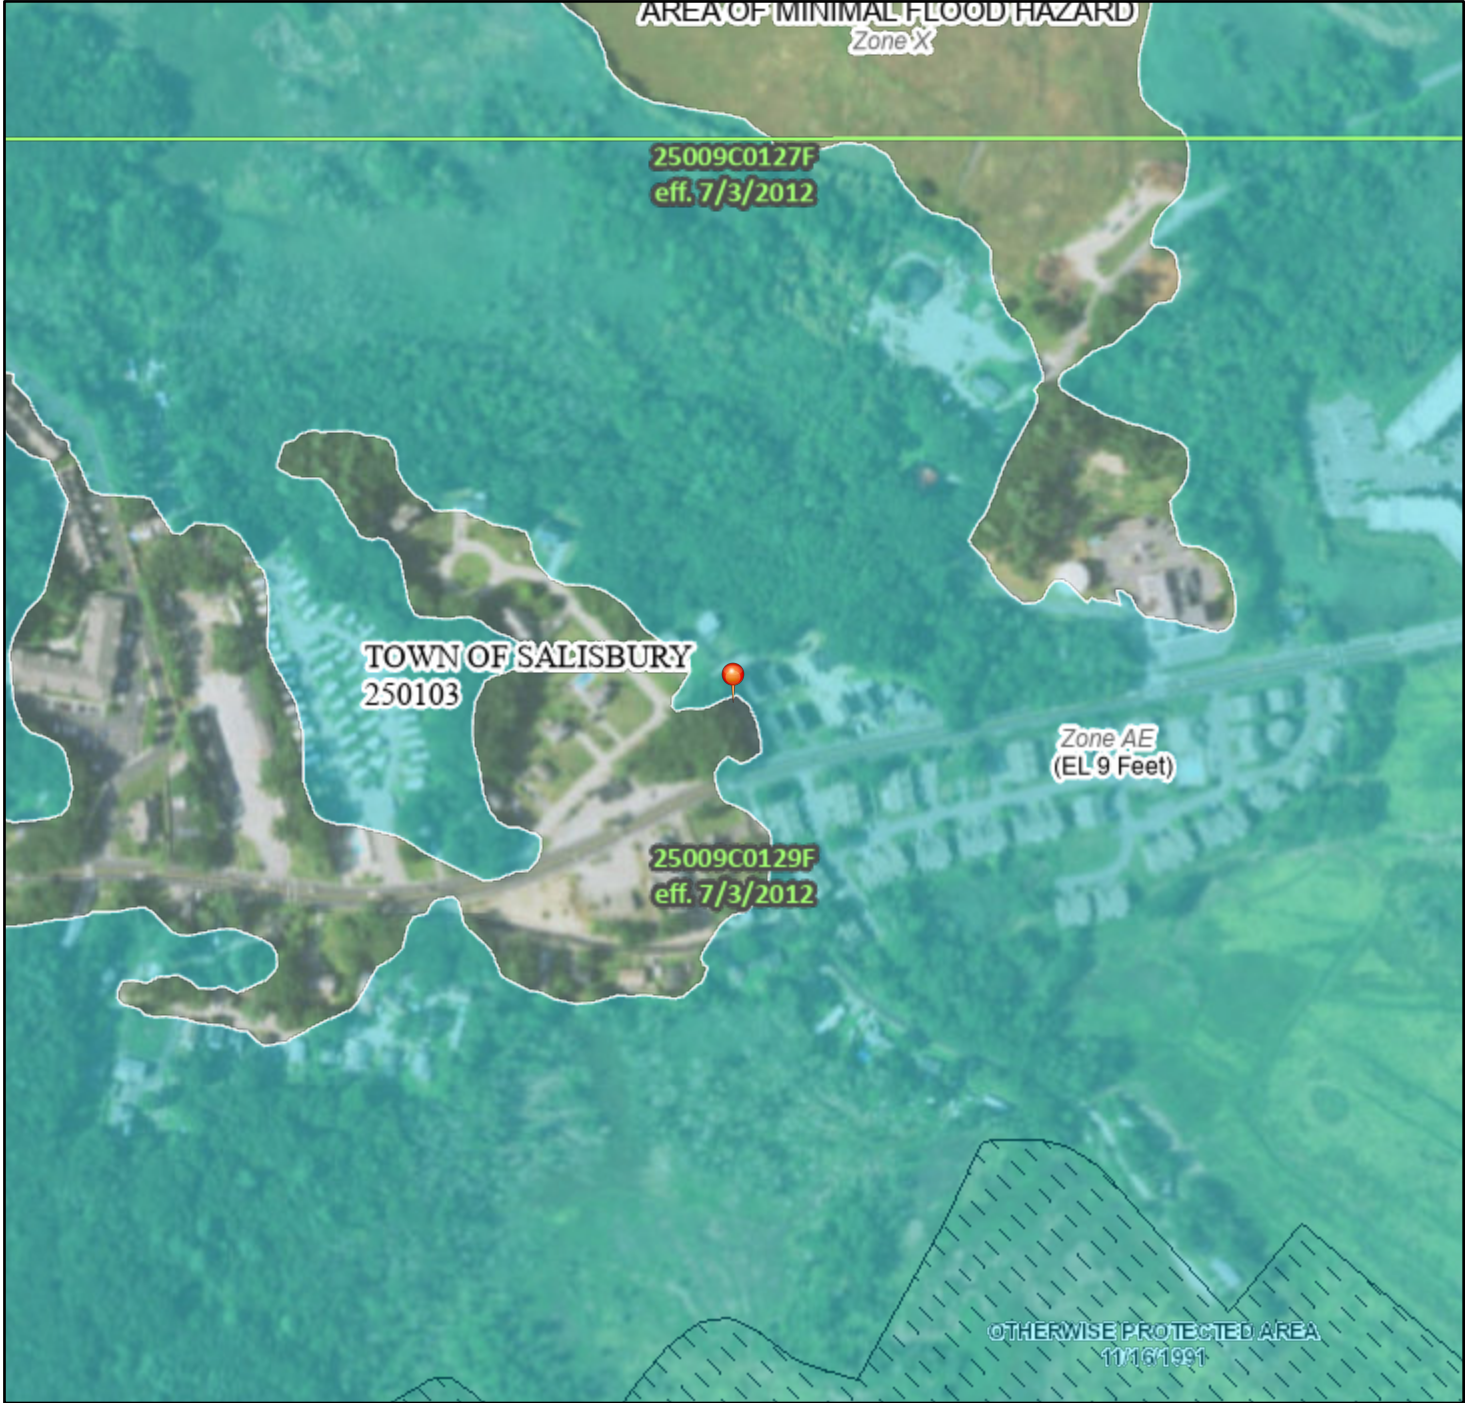 AREA OF MINIMAL FLOOD HAZARD
Zone X
25009C0127F
eff. 7/3/2012
TOWN OF SALISBURY
250103
Zone AE
(EL 9 Feet)
25009C0129F
eff. 7/3/2012
OTHERWISE PROTECTED AREA
11/16/1991